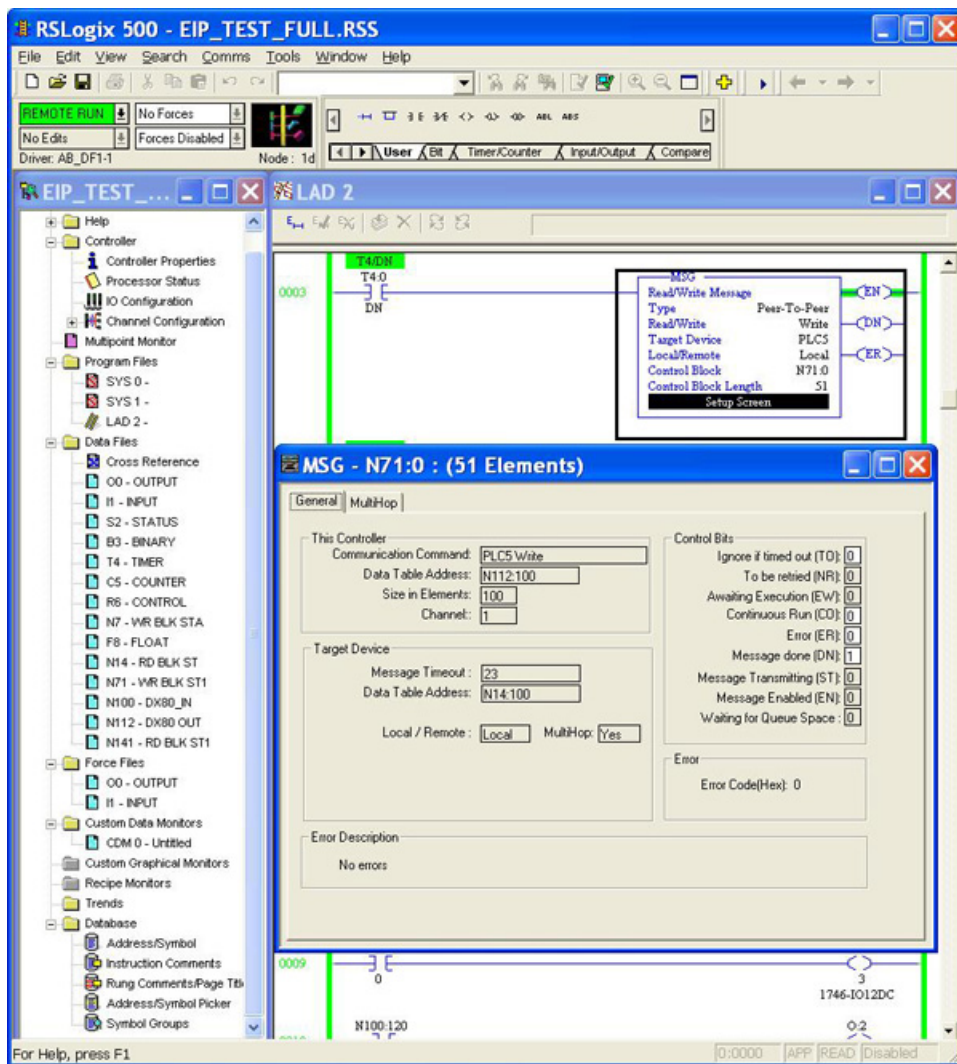 RSLogix 500 - EIP_TEST_FULL.RSS
File Edit View Search Comms Tools Window Help
REMOTE RUN No Forces
No Edits Forces Disabled
Driver: AB_DF1-1 Node: 1d
ABL ABS
User Bit Timer/Counter Input/Output Compare
EIP_TEST_...
Help
Controller
Controller Properties
Processor Status
IO Configuration
Channel Configuration
Multipoint Monitor
Program Files
SYS 0 -
SYS 1 -
LAD 2 -
Data Files
Cross Reference
O0 - OUTPUT
I1 - INPUT
S2 - STATUS
B3 - BINARY
T4 - TIMER
C5 - COUNTER
R6 - CONTROL
N7 - WR BLK STA
F8 - FLOAT
N14 - RD BLK ST
N71 - WR BLK ST1
N100 - DX80_IN
N112 - DX80 OUT
N141 - RD BLK ST1
Force Files
O0 - OUTPUT
I1 - INPUT
Custom Data Monitors
CDM 0 - Untitled
Custom Graphical Monitors
Recipe Monitors
Trends
Database
Address/Symbol
Instruction Comments
Rung Comments/Page Titl
Address/Symbol Picker
Symbol Groups
LAD 2
T4/DN
T4:0
0003
DN
MSG
Read/Write Message
Type Peer-To-Peer
Read/Write Write
Target Device PLC5
Local/Remote Local
Control Block N71:0
Control Block Length 51
Setup Screen
EN
DN
ER
MSG - N71:0 : (51 Elements)
General MultiHop
This Controller
Communication Command: PLC5 Write
Data Table Address: N112:100
Size in Elements: 100
Channel: 1
Target Device
Message Timeout : 23
Data Table Address: N14:100
Local / Remote : Local MultiHop: Yes
Control Bits
Ignore if timed out (TO): 0
To be retried (NR): 0
Awaiting Execution (EW): 0
Continuous Run (CO): 0
Error (ER): 0
Message done (DN): 1
Message Transmitting (ST): 0
Message Enabled (EN): 0
Waiting for Queue Space : 0
Error
Error Code(Hex): 0
Error Description
No errors
0009
0 3
1746-IO12DC
N100:120 O:2
For Help, press F1 0:0000 APP READ Disabled